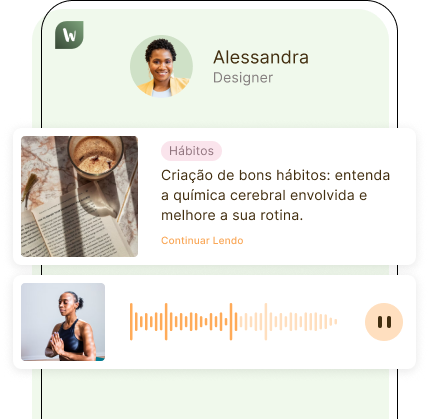 W
Alessandra
Designer
Hábitos
Criação de bons hábitos: entenda
a química cerebral envolvida e
melhore a sua rotina.
Continuar Lendo